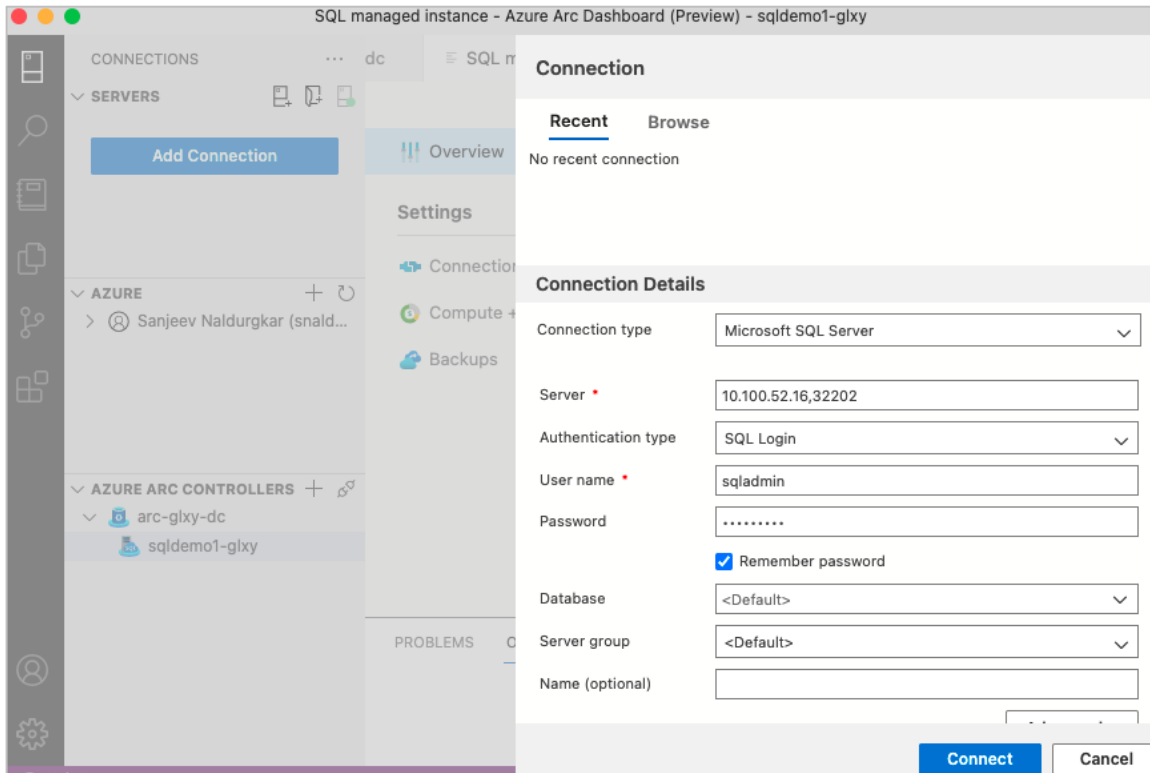 SQL managed instance - Azure Arc Dashboard (Preview) - sqldemo1-glxy
CONNECTIONS
SERVERS
Add Connection
AZURE
Sanjeev Naldurgkar (snald...
AZURE ARC CONTROLLERS
arc-glxy-dc
sqldemo1-glxy
dc
SQL m
Overview
Settings
Connection
Compute +
Backups
PROBLEMS O
Connection
Recent Browse
No recent connection
Connection Details
Connection type Microsoft SQL Server
Server * 10.100.52.16,32202
Authentication type SQL Login
User name * sqladmin
Password •••••••••
Remember password
Database <Default>
Server group <Default>
Name (optional)
Connect Cancel